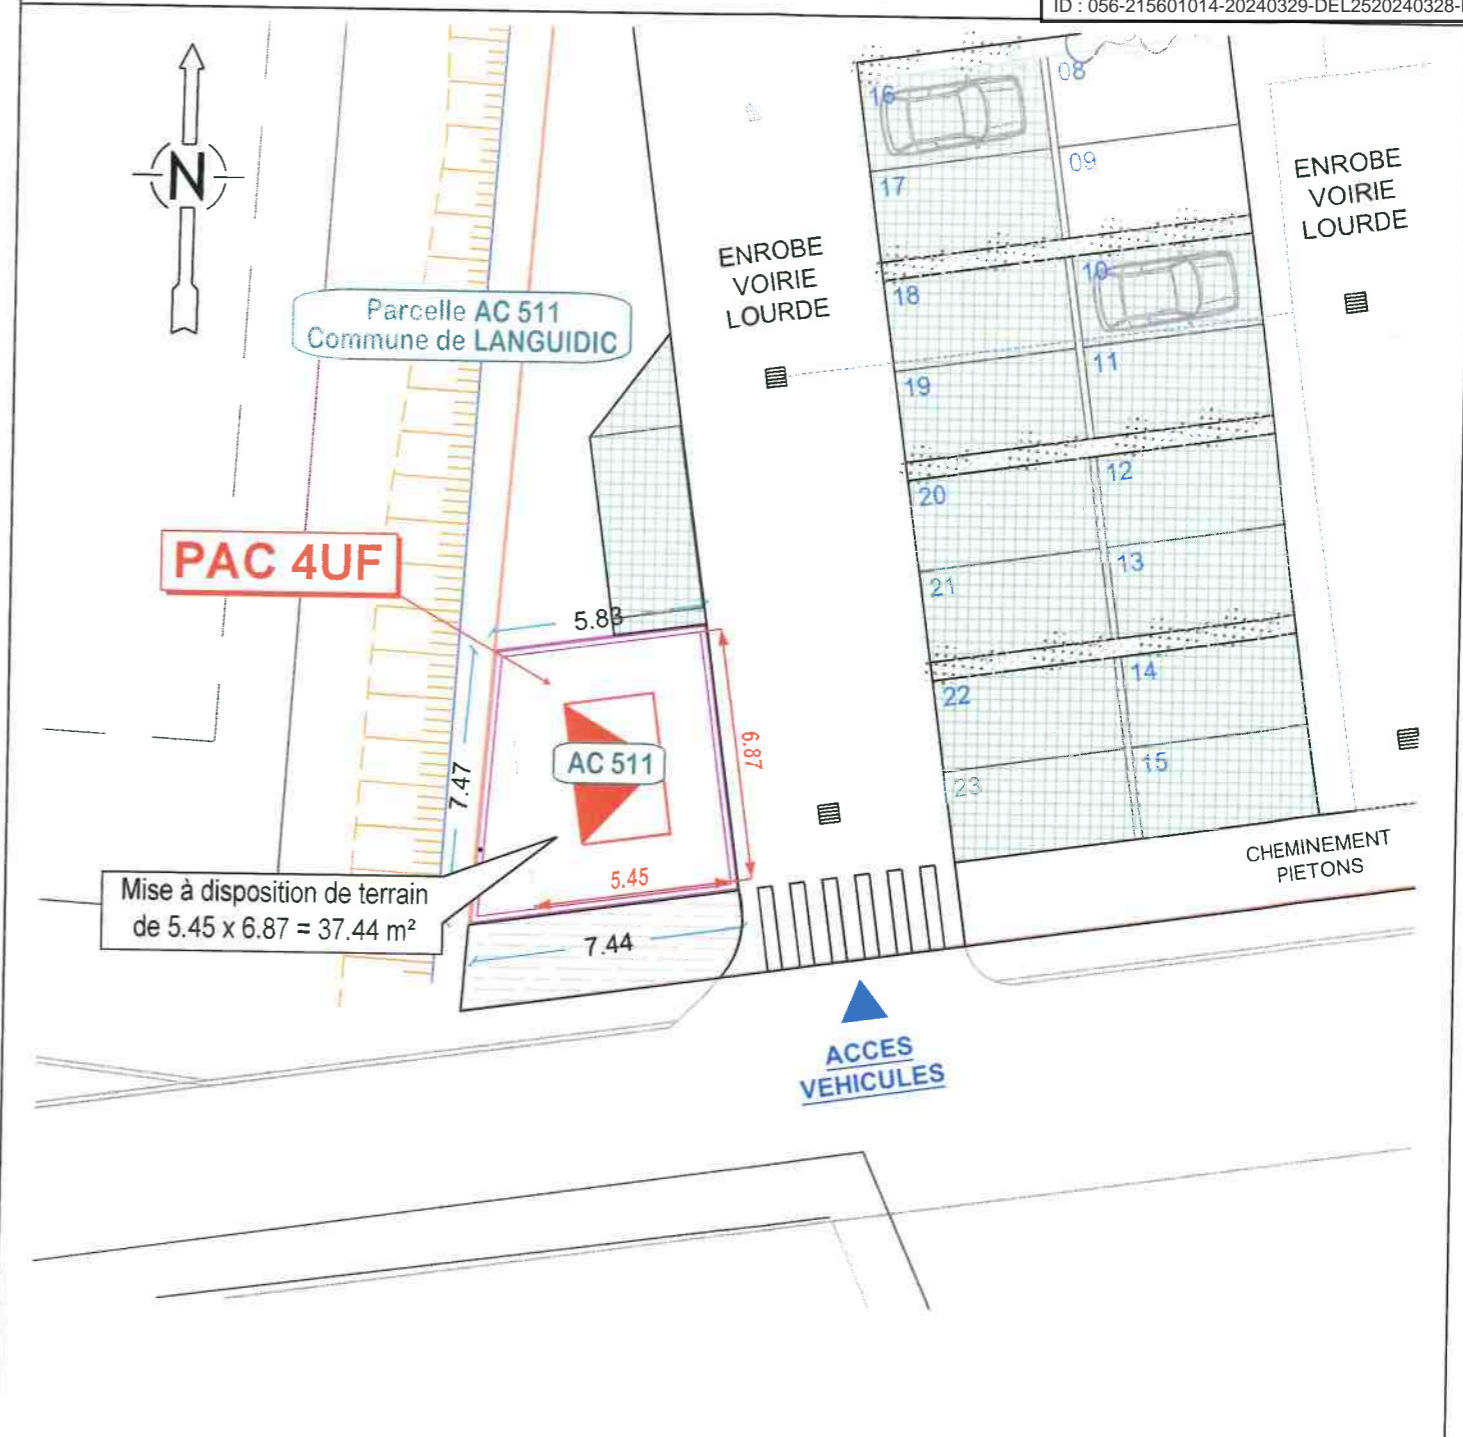 ID : 056-215601014-20240329-DEL2520240328-
N
16
08
17
09
ENROBE
VOIRIE
LOURDE
ENROBE
VOIRIE
LOURDE
18
10
Parcelle AC 511
Commune de LANGUIDIC
19
11
20
12
PAC 4UF
21
13
5.83
22
14
6.87
AC 511
7.47
23
15
CHEMINEMENT
PIETONS
Mise à disposition de terrain
de 5.45 x 6.87 = 37.44 m²
5.45
7.44
ACCES
VEHICULES